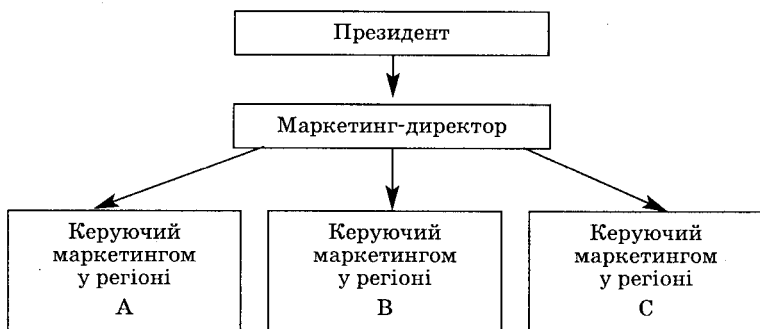 Президент
Маркетинг-директор
Керуючий
маркетингом
у регіоні
А
Керуючий
маркетингом
у регіоні
В
Керуючий
маркетингом
у регіоні
С